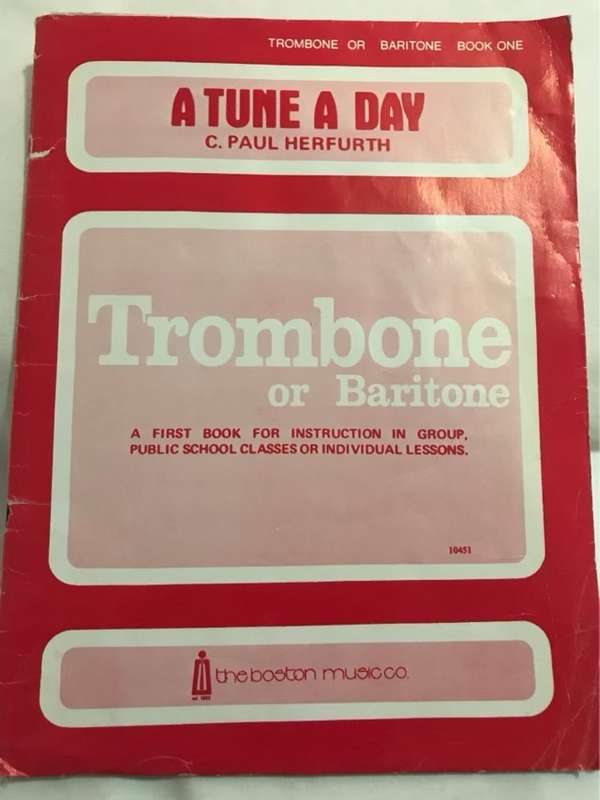 TROMBONE OR BARITONE BOOK ONE
A TUNE A DAY
C. PAUL HERFURTH
Trombone
or Baritone
A FIRST BOOK FOR INSTRUCTION IN GROUP,
PUBLIC SCHOOL CLASSES OR INDIVIDUAL LESSONS.
10451
the boston music co.